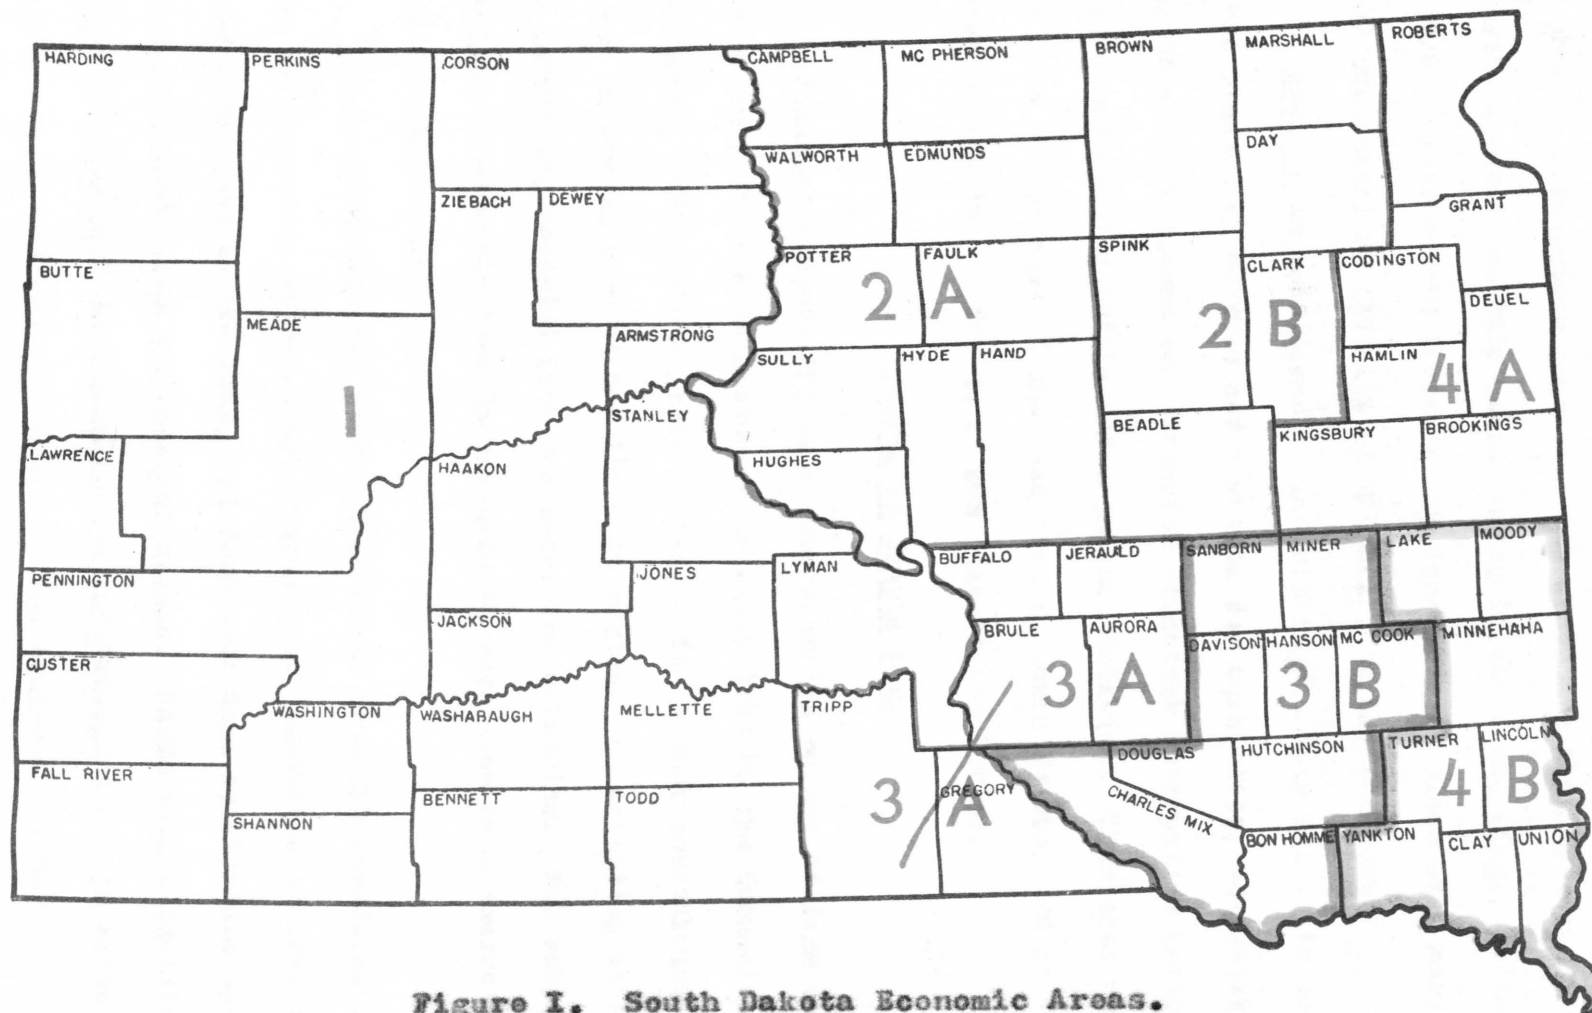 HARDING PERKINS CORSON CAMPBELL MC PHERSON BROWN MARSHALL ROBERTS
WALWORTH EDMUNDS DAY
ZIEBACH DEWEY GRANT
BUTTE POTTER FAULK SPINK CLARK CODINGTON
2 A 2 B DEUEL
MEADE ARMSTRONG SULLY HYDE HAND HAMLIN 4 A
1
STANLEY BEADLE KINGSBURY BROOKINGS
LAWRENCE HAAKON HUGHES
PENNINGTON JONES LYMAN BUFFALO JERAULD SANBORN MINER LAKE MOODY
JACKSON BRULE AURORA DAVISON HANSON MC COOK MINNEHAHA
CUSTER 3 A 3 B
WASHINGTON WASHABAUGH MELLETTE TRIPP DOUGLAS HUTCHINSON TURNER LINCOLN
FALL RIVER BENNETT TODD 3 A GREGORY CHARLES MIX 4 B
SHANNON BON HOMME YANKTON CLAY UNION
Figure I. South Dakota Economic Areas.